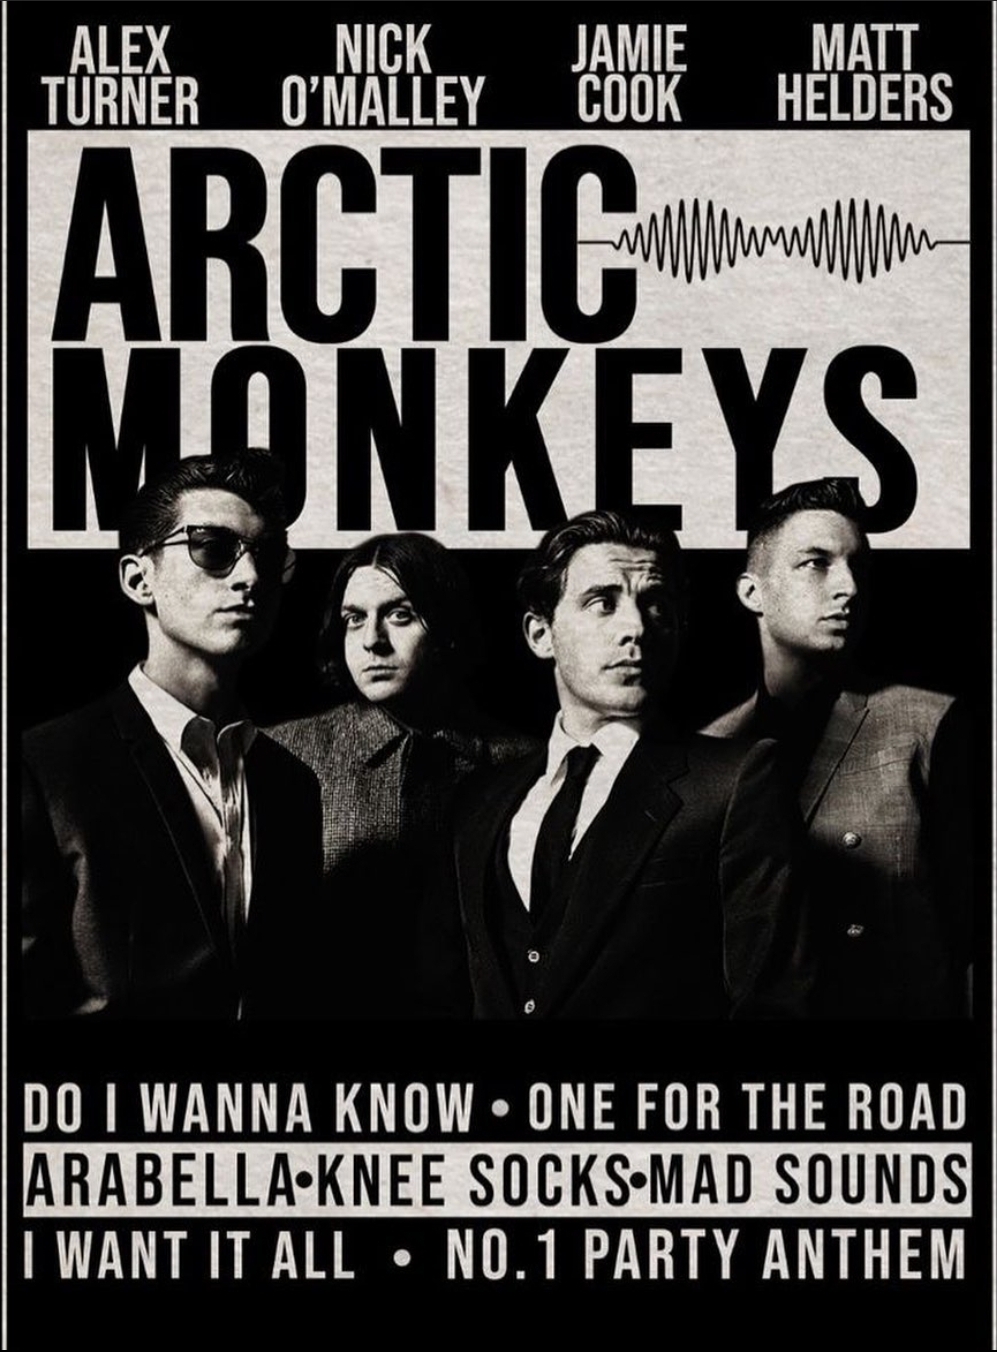 ALEX TURNER
NICK O'MALLEY
JAMIE COOK
MATT HELDERS
ARCTIC
MONKEYS
DO I WANNA KNOW • ONE FOR THE ROAD
ARABELLA•KNEE SOCKS•MAD SOUNDS
I WANT IT ALL • NO.1 PARTY ANTHEM